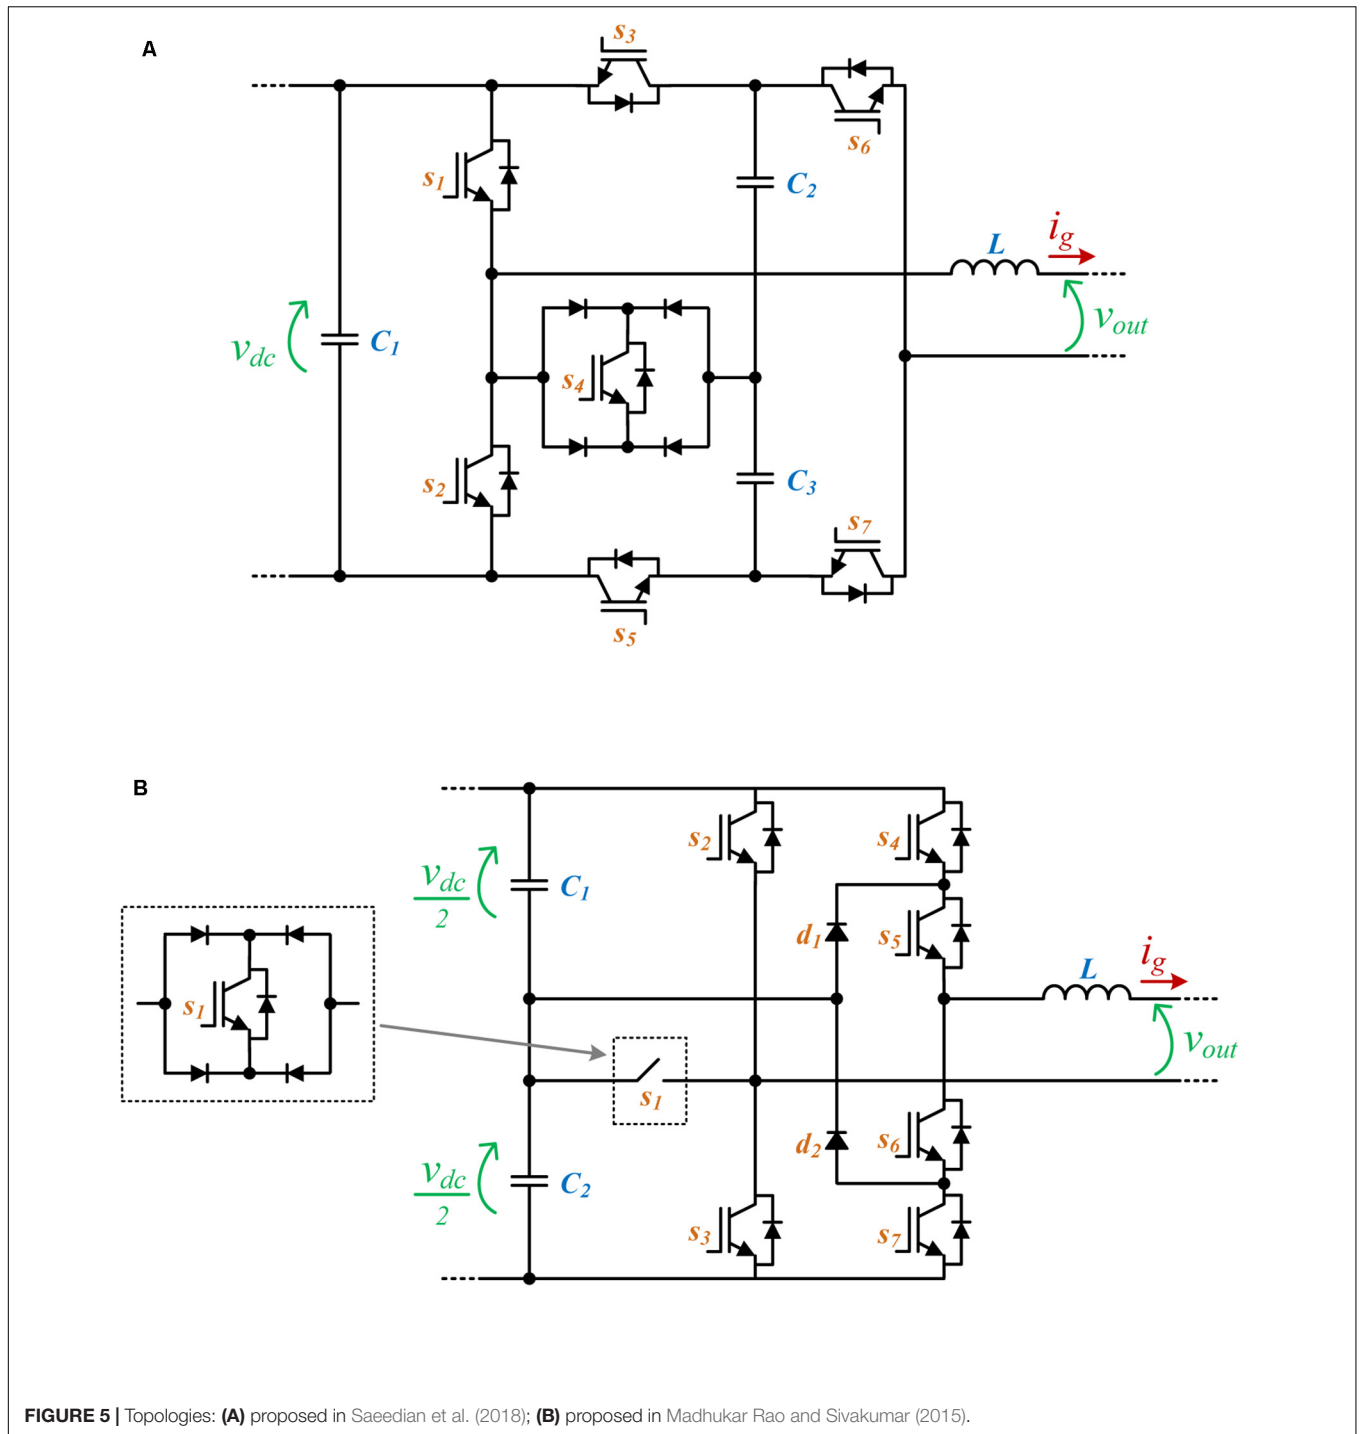 A
s3
s6
s1
C2
L
ig
vdc
C1
vout
s4
s2
C3
s7
s5
B
s2
s4
vdc
2
C1
d1
s5
s1
L
ig
vout
s1
d2
s6
vdc
2
C2
s3
s7
FIGURE 5 | Topologies: (A) proposed in Saeedian et al. (2018); (B) proposed in Madhukar Rao and Sivakumar (2015).